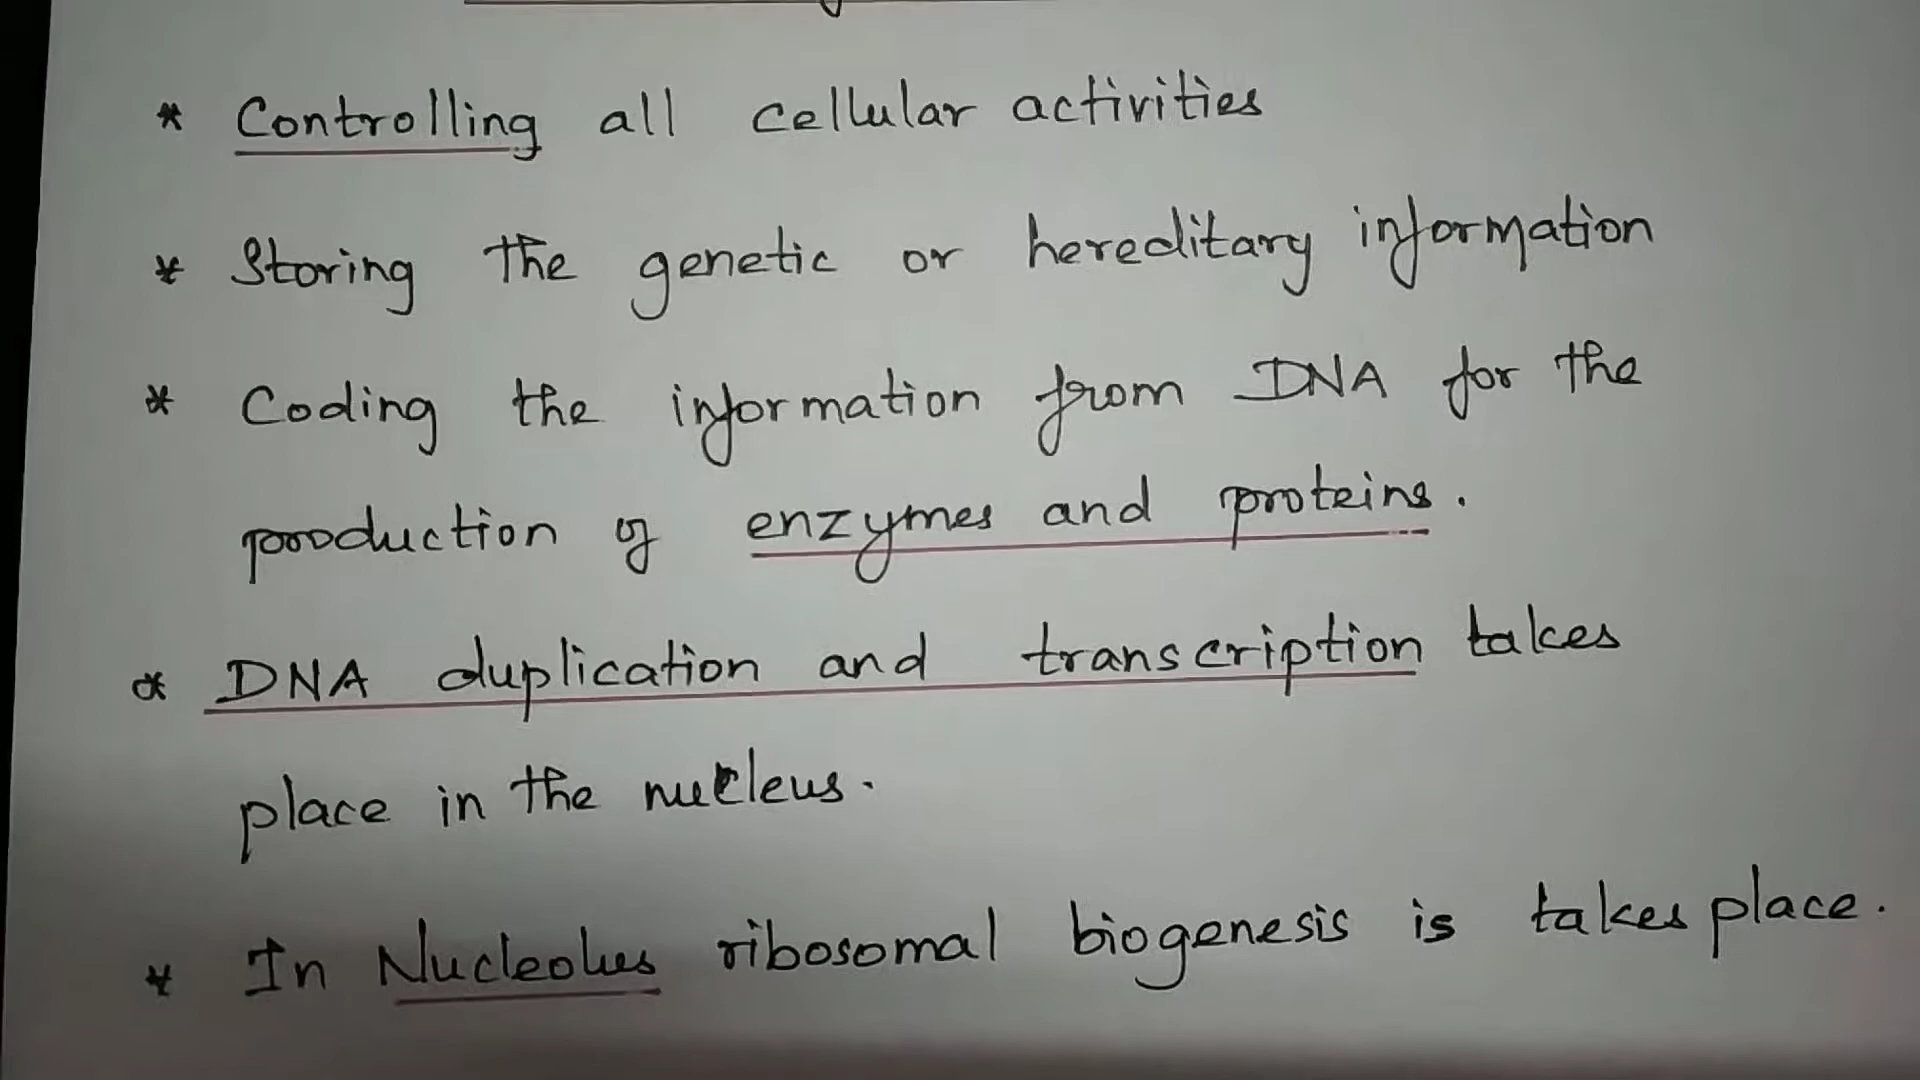 * Controlling all cellular activities
* Storing the genetic or hereditary information
* Coding the information from DNA for the
production of enzymes and proteins.
* DNA duplication and transcription takes
place in the nucleus.
* In Nucleolus ribosomal biogenesis is takes place.